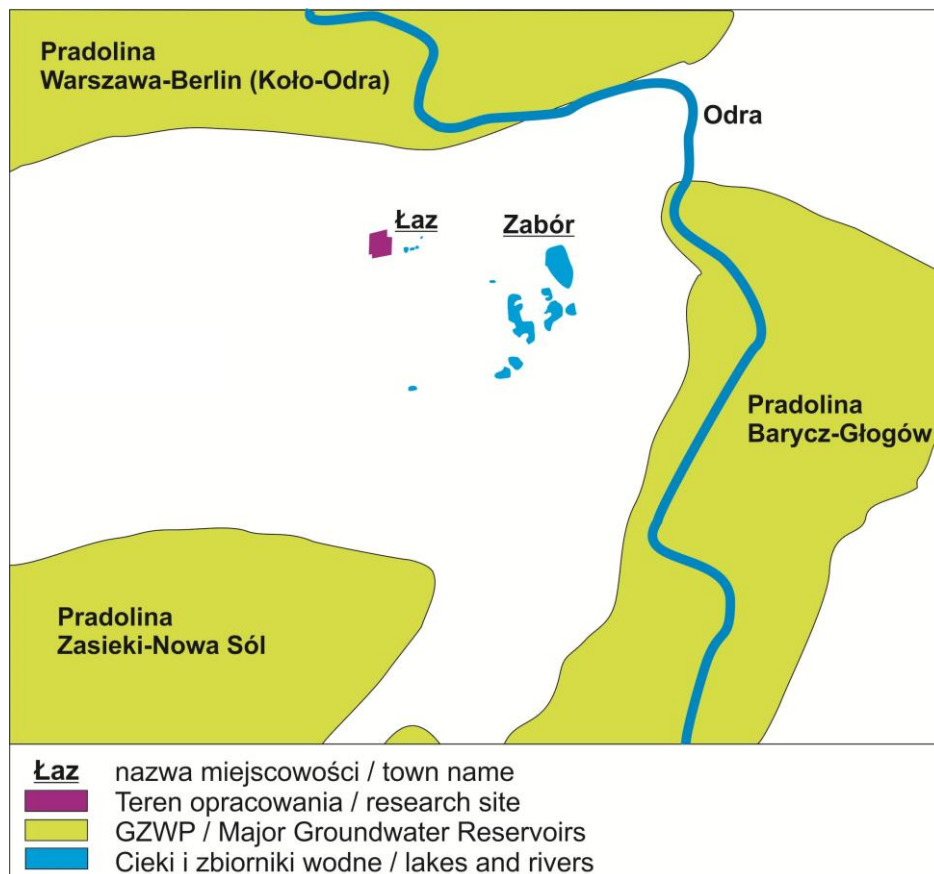 Pradolina
Warszawa-Berlin (Koło-Odra)
Odra
Łaz
Zabór
Pradolina
Barycz-Głogów
Pradolina
Zasieki-Nowa Sól
Łaz nazwa miejscowości / town name
Teren opracowania / research site
GZWP / Major Groundwater Reservoirs
Cieki i zbiorniki wodne / lakes and rivers